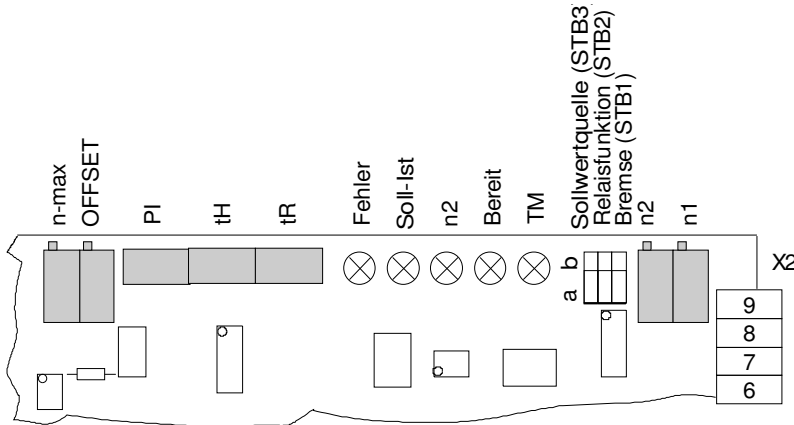 n-max
OFFSET
PI
tH
tR
Fehler
Soll-Ist
n2
Bereit
TM
Sollwertquelle (STB3)
Relaisfunktion (STB2)
Bremse (STB1)
n2
n1
a b
X2
9
8
7
6